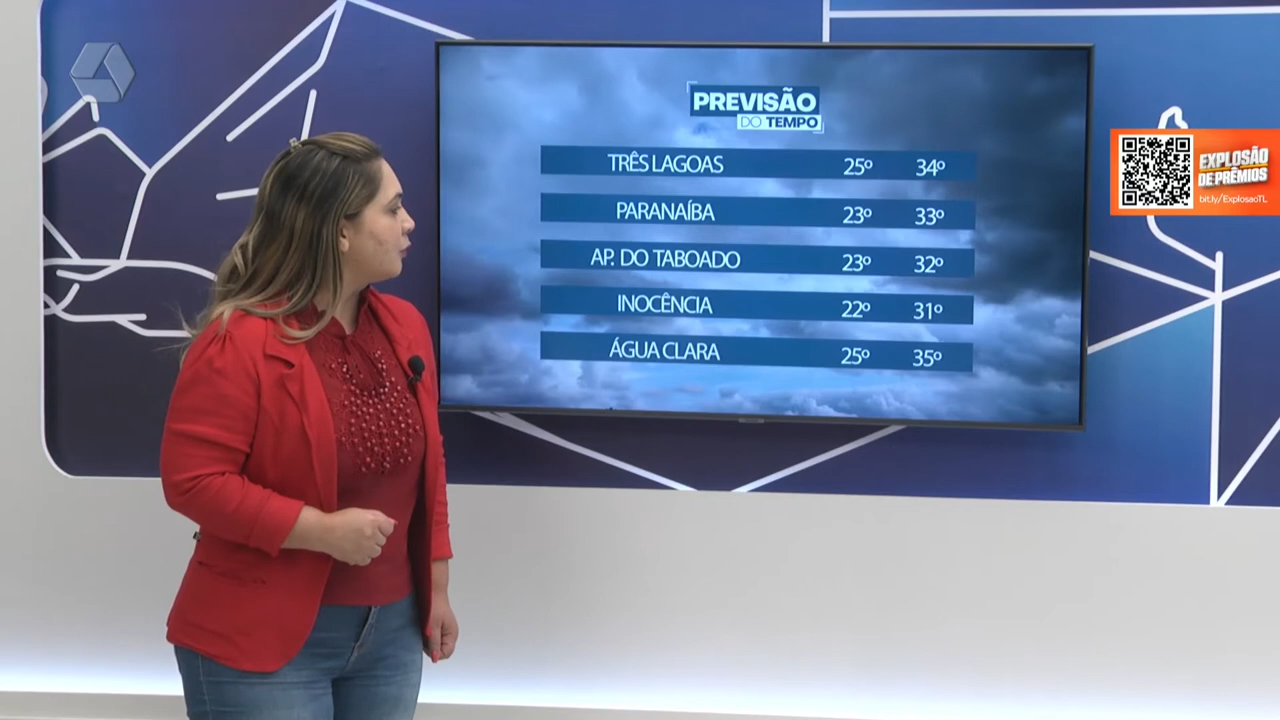 PREVISÃO
DO TEMPO
TRÊS LAGOAS 25º 34º
PARANAÍBA 23º 33º
AP. DO TABOADO 23º 32º
INOCÊNCIA 22º 31º
ÁGUA CLARA 25º 35º
EXPLOSÃO
DE PRÊMIOS
bit.ly/ExplosaoTL